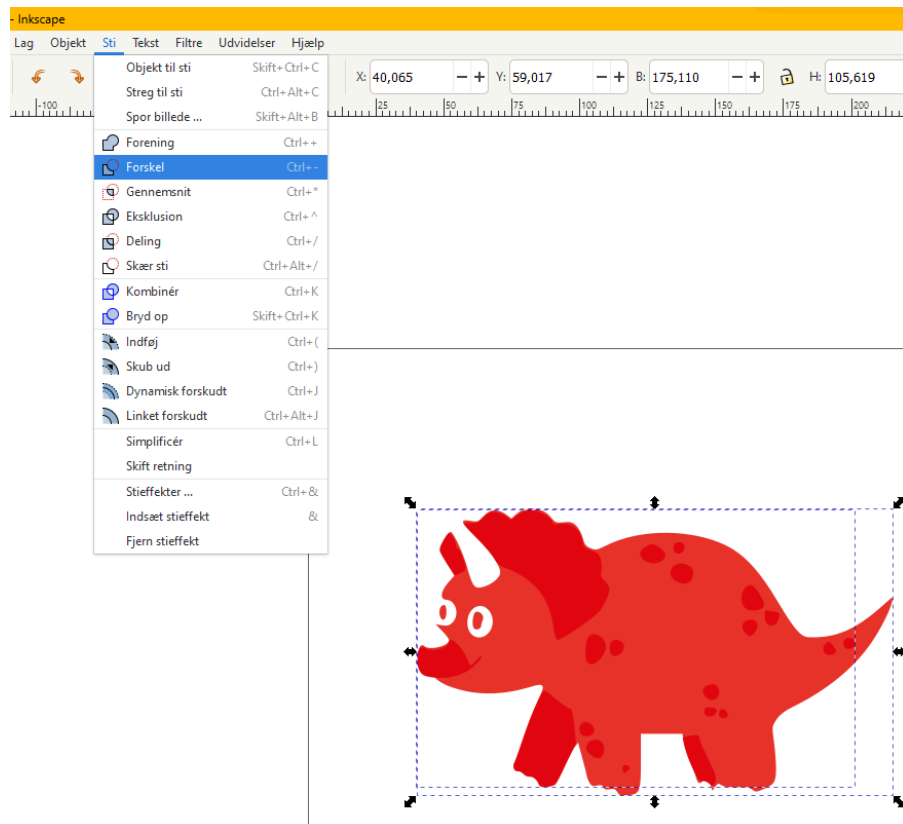 - Inkscape
Lag Objekt Sti Tekst Filtre Udvidelser Hjælp
X: 40,065 − + Y: 59,017 − + B: 175,110 − + H: 105,619
-100 25 50 75 100 125 150 175 200
Objekt til sti Skift+Ctrl+C
Streg til sti Ctrl+Alt+C
Spor billede ... Skift+Alt+B
Forening Ctrl++
Forskel Ctrl+-
Gennemsnit Ctrl+*
Eksklusion Ctrl+^
Deling Ctrl+/
Skær sti Ctrl+Alt+/
Kombinér Ctrl+K
Bryd op Skift+Ctrl+K
Indføj Ctrl+(
Skub ud Ctrl+)
Dynamisk forskudt Ctrl+J
Linket forskudt Ctrl+Alt+J
Simplificér Ctrl+L
Skift retning
Stieffekter ... Ctrl+&
Indsæt stieffekt &
Fjern stieffekt